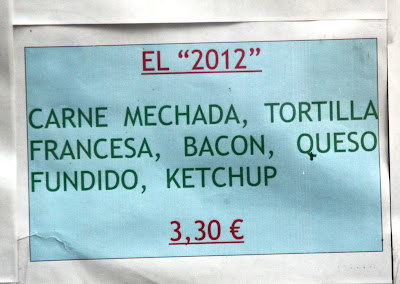 EL “2012”
CARNE MECHADA, TORTILLA
FRANCESA, BACON, QUESO
FUNDIDO, KETCHUP
3,30 €